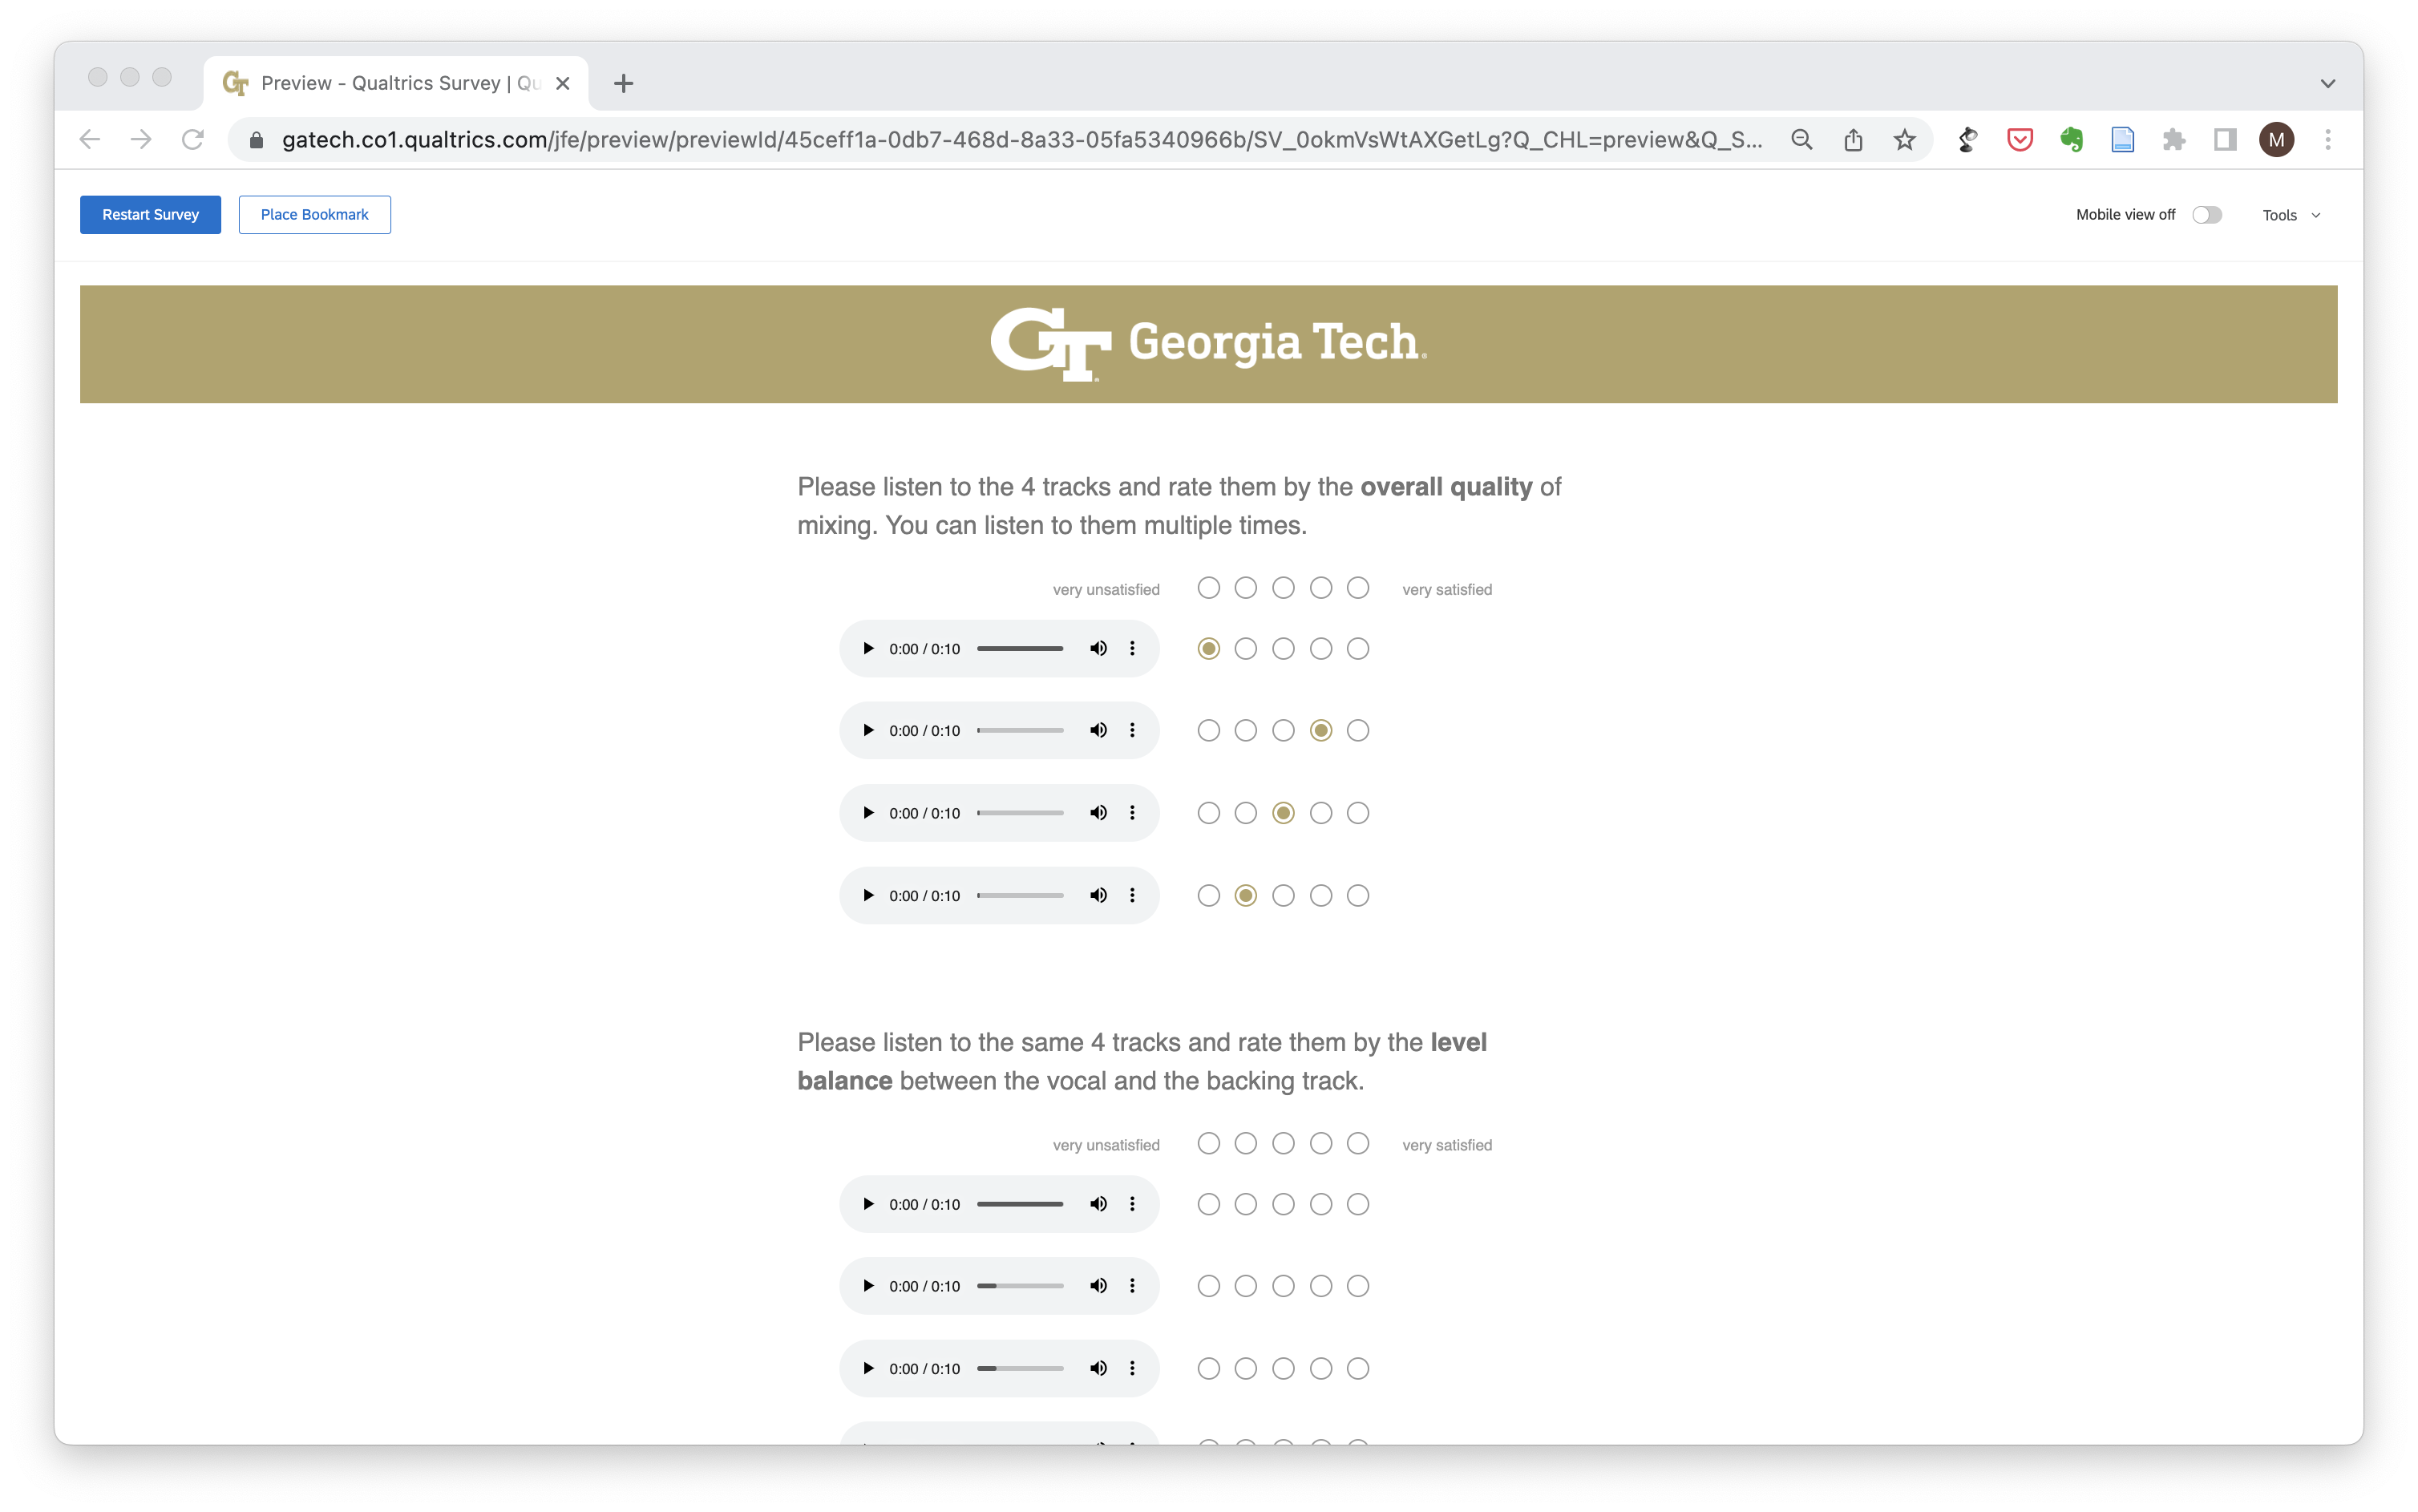 Preview - Qualtrics Survey | Qu
gatech.co1.qualtrics.com/jfe/preview/previewId/45ceff1a-0db7-468d-8a33-05fa5340966b/SV_0okmVsWtAXGetLg?Q_CHL=preview&Q_S...
M
Restart Survey
Place Bookmark
Mobile view off
Tools
GT Georgia Tech.
Please listen to the 4 tracks and rate them by the overall quality of
mixing. You can listen to them multiple times.
very unsatisfied
very satisfied
0:00 / 0:10
0:00 / 0:10
0:00 / 0:10
0:00 / 0:10
Please listen to the same 4 tracks and rate them by the level
balance between the vocal and the backing track.
very unsatisfied
very satisfied
0:00 / 0:10
0:00 / 0:10
0:00 / 0:10